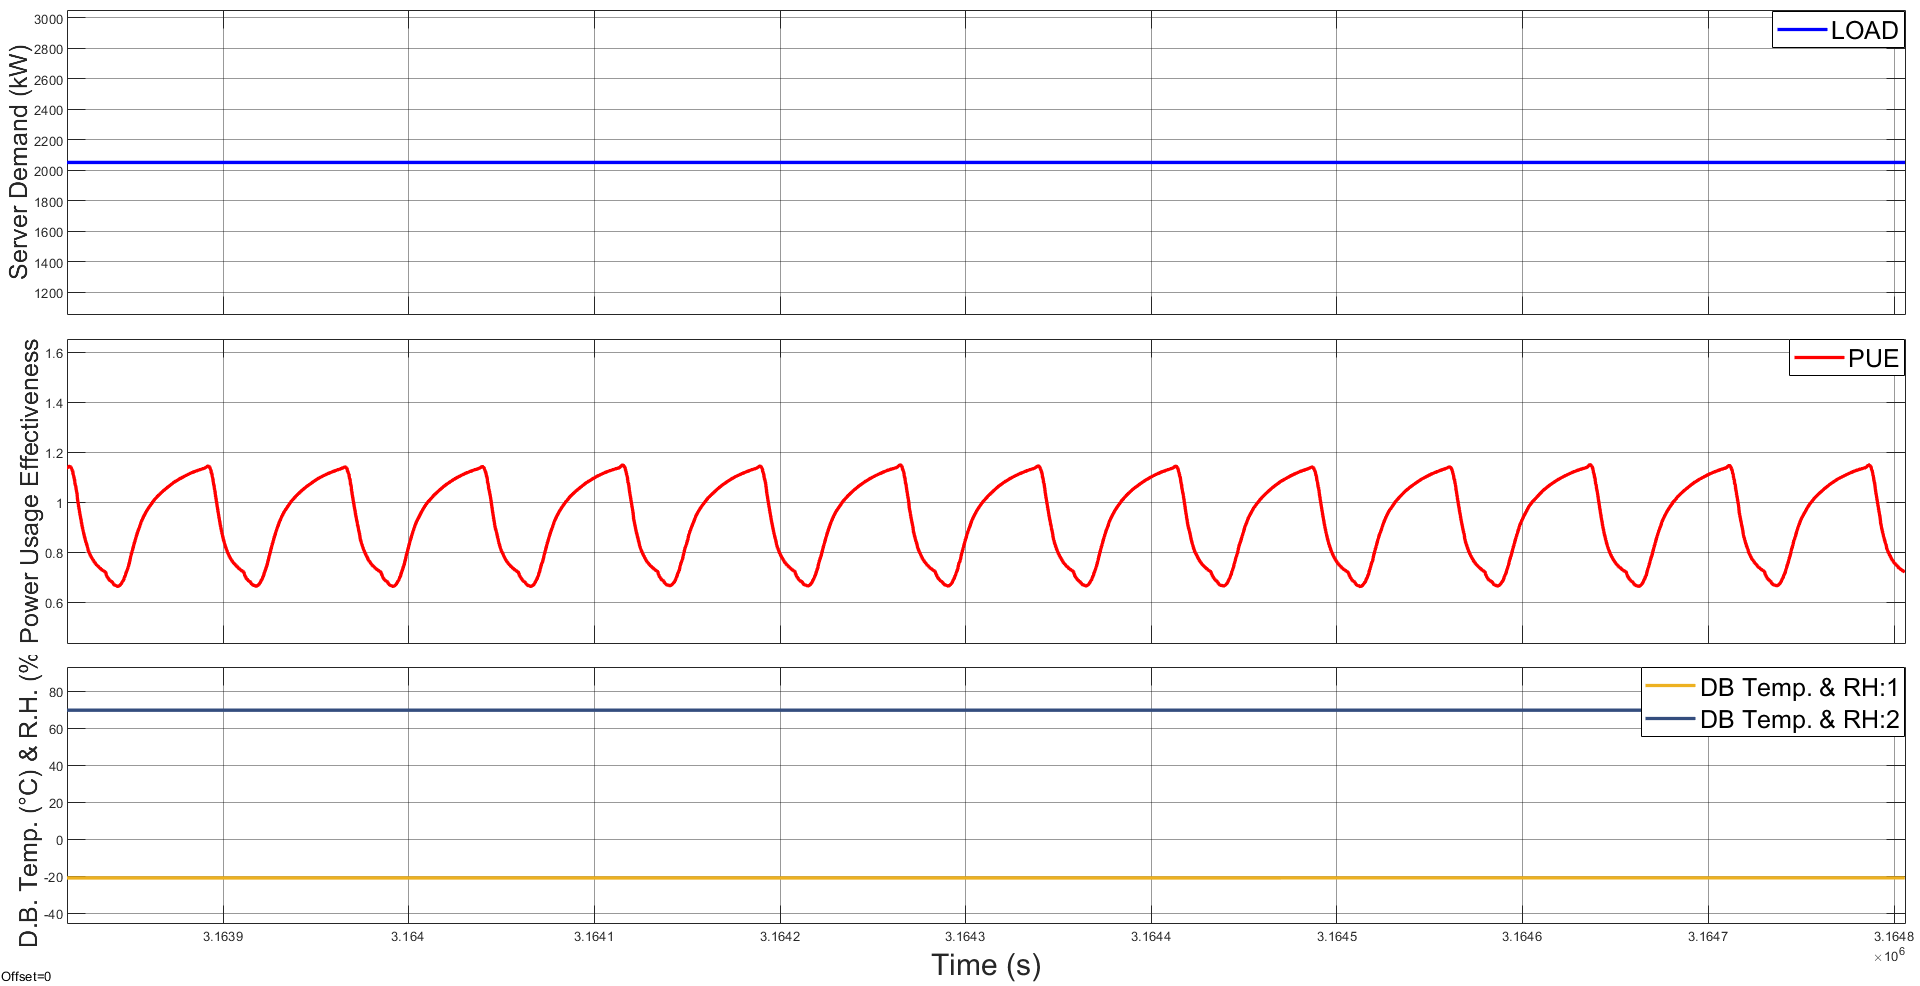 Server Demand (kW)
3000
2800
2600
2400
2200
2000
1800
1600
1400
1200
LOAD
Power Usage Effectiveness
1.6
1.4
1.2
1
0.8
0.6
PUE
D.B. Temp. (°C) & R.H. (%
80
60
40
20
0
-20
-40
DB Temp. & RH:1
DB Temp. & RH:2
3.1639 3.164 3.1641 3.1642 3.1643 3.1644 3.1645 3.1646 3.1647 3.1648
×10⁶
Time (s)
Offset=0